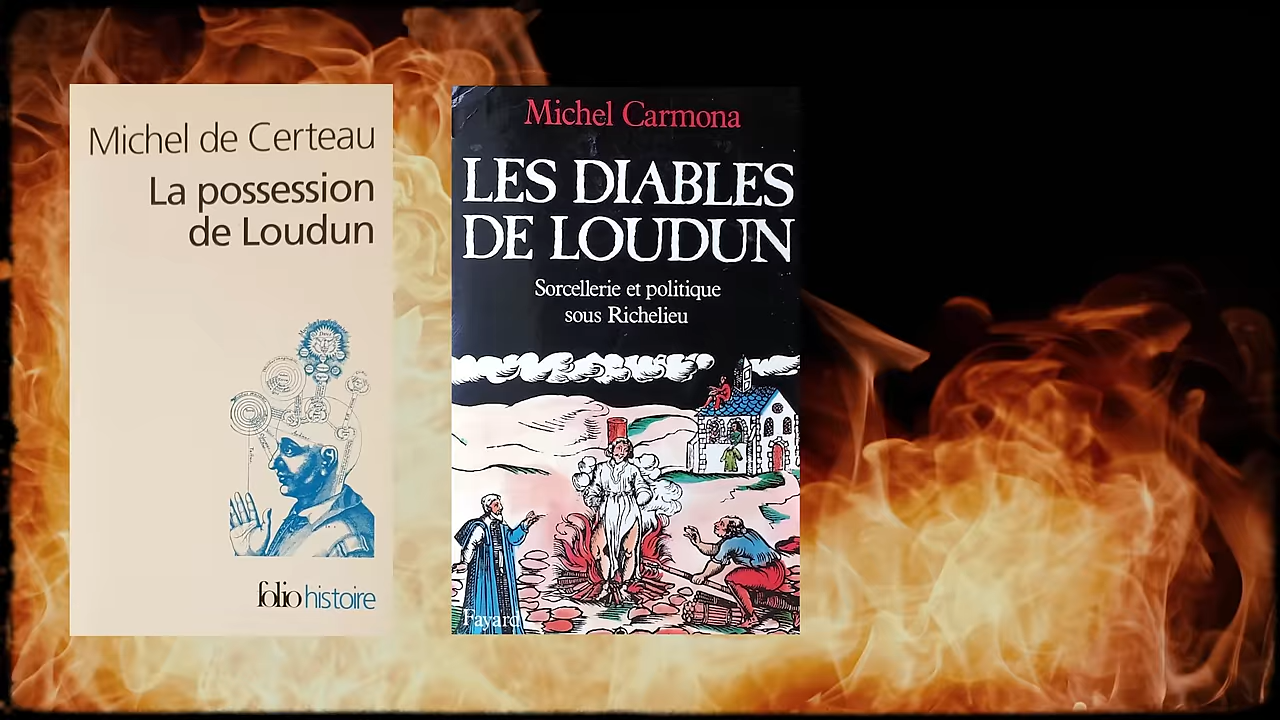 Michel de Certeau
La possession
de Loudun
folio histoire
Michel Carmona
LES DIABLES
DE LOUDUN
Sorcellerie et politique
sous Richelieu
Fayard